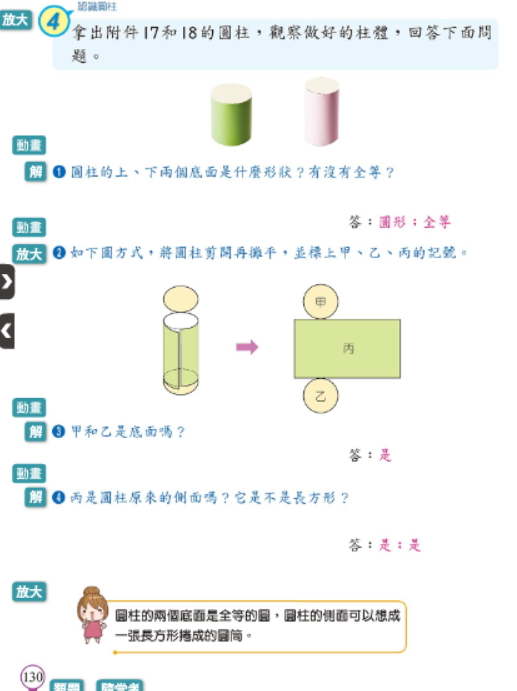 認識圓柱
放大
4
拿出附件17和18的圓柱,觀察做好的柱體,回答下面問
題。
動畫
解 ❶ 圓柱的上、下兩個底面是什麼形狀?有沒有全等?
答:圓形;全等
動畫
放大 ❷ 如下圖方式,將圓柱剪開再攤平,並標上甲、乙、丙的記號。
甲
丙
乙
動畫
解 ❸ 甲和乙是底面嗎?
答:是
動畫
解 ❹ 丙是圓柱原來的側面嗎?它是不是長方形?
答:是;是
放大
圓柱的兩個底面是全等的圓,圓柱的側面可以想成
一張長方形捲成的圓筒。
130